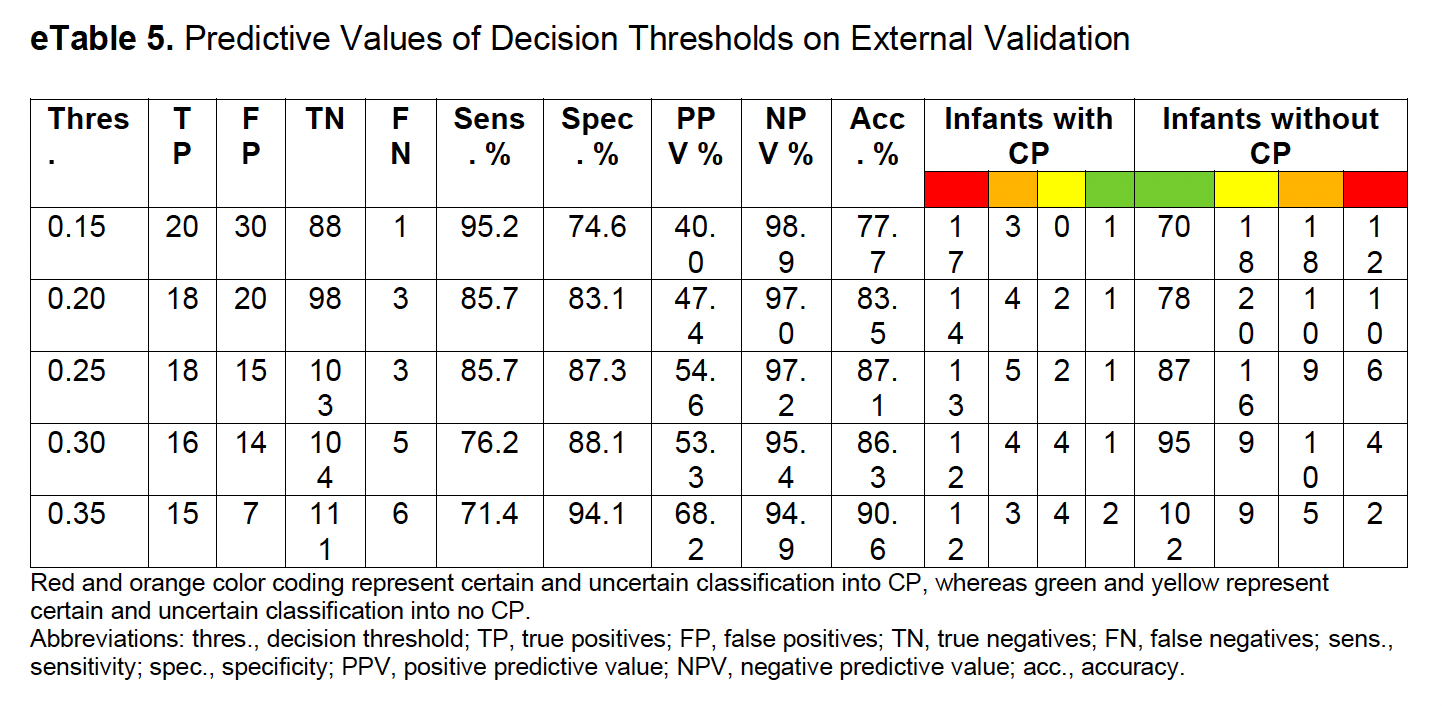 eTable 5. Predictive Values of Decision Thresholds on External Validation
Thres. TP FP TN FN Sens. % Spec. % PPV % NPV % Acc. % Infants with CP Infants without CP
0.15 20 30 88 1 95.2 74.6 40.0 98.9 77.7 17 3 0 1 70 18 18 12
0.20 18 20 98 3 85.7 83.1 47.4 97.0 83.5 14 4 2 1 78 20 10 10
0.25 18 15 103 3 85.7 87.3 54.6 97.2 87.1 13 5 2 1 87 16 9 6
0.30 16 14 104 5 76.2 88.1 53.3 95.4 86.3 12 4 4 1 95 9 10 4
0.35 15 7 111 6 71.4 94.1 68.2 94.9 90.6 12 3 4 2 102 9 5 2
Red and orange color coding represent certain and uncertain classification into CP, whereas green and yellow represent
certain and uncertain classification into no CP.
Abbreviations: thres., decision threshold; TP, true positives; FP, false positives; TN, true negatives; FN, false negatives; sens.,
sensitivity; spec., specificity; PPV, positive predictive value; NPV, negative predictive value; acc., accuracy.